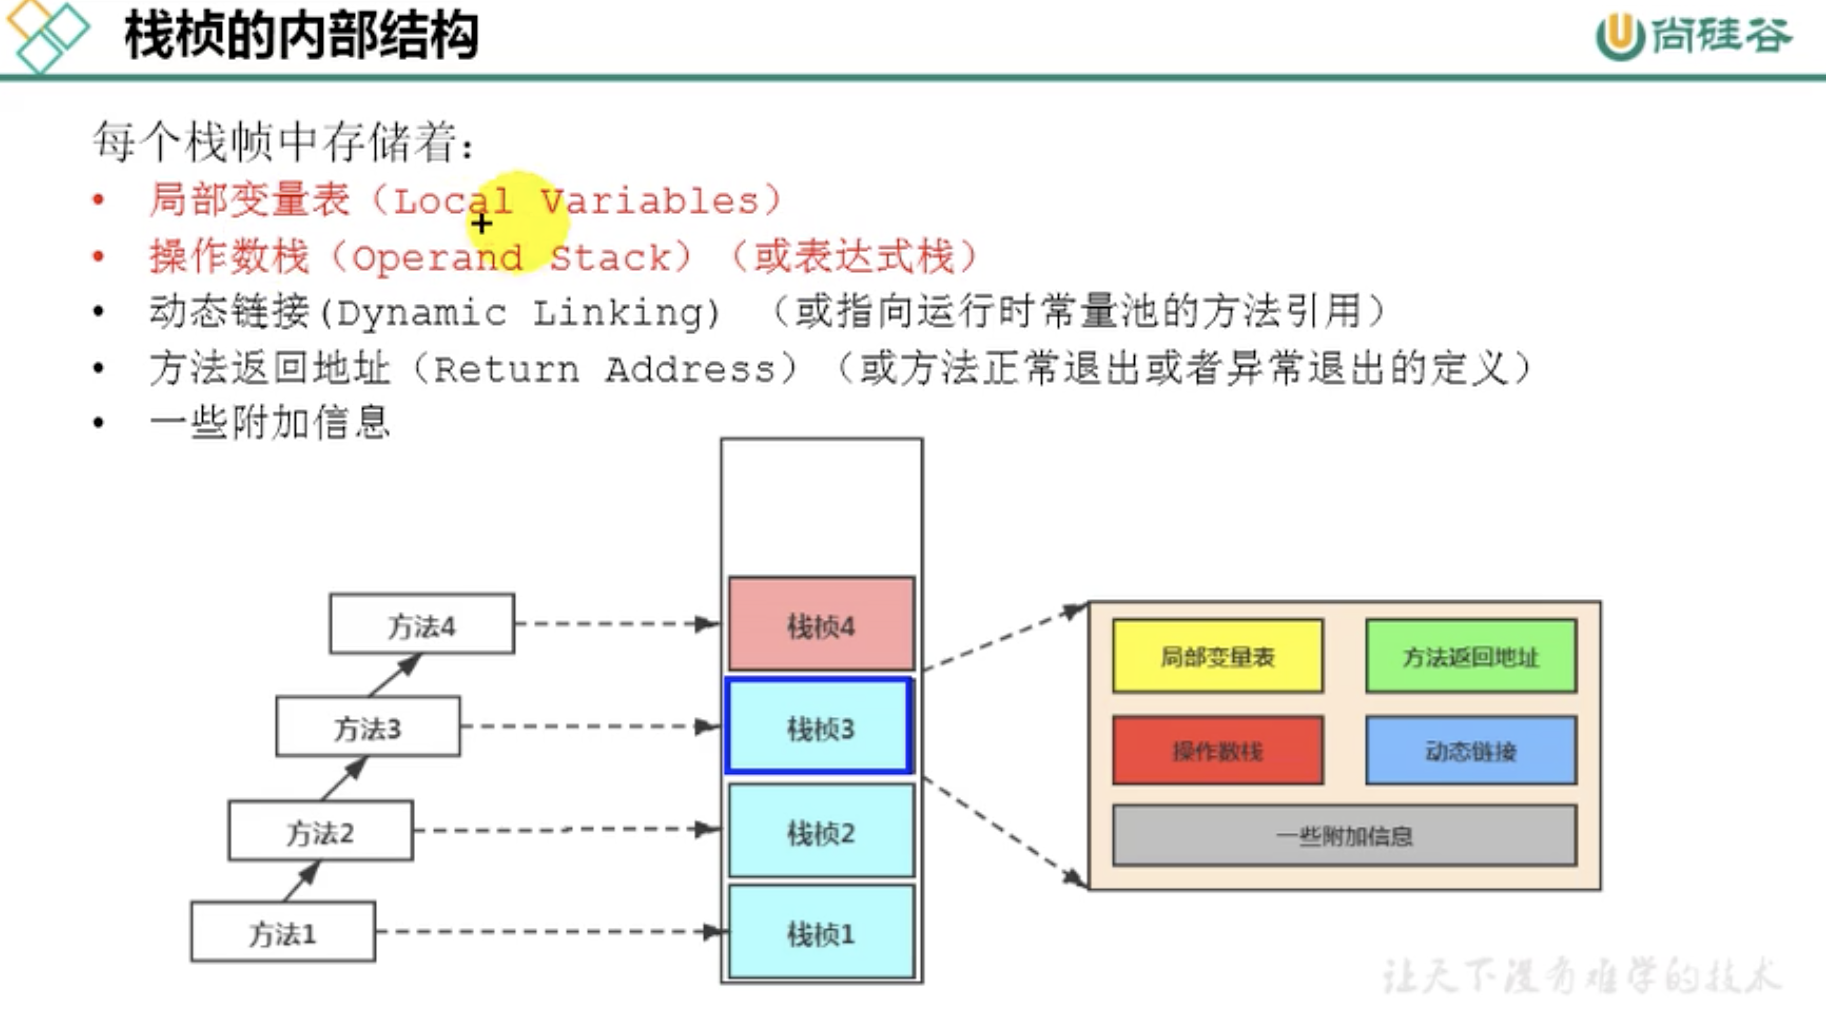 栈桢的内部结构
尚硅谷
每个栈帧中存储着：
• 局部变量表（Local Variables）
• 操作数栈（Operand Stack）（或表达式栈）
• 动态链接(Dynamic Linking) （或指向运行时常量池的方法引用）
• 方法返回地址（Return Address）（或方法正常退出或者异常退出的定义）
• 一些附加信息
方法4
栈桢4
局部变量表
方法返回地址
方法3
栈桢3
操作数栈
动态链接
方法2
栈桢2
一些附加信息
方法1
栈桢1
让天下没有难学的技术